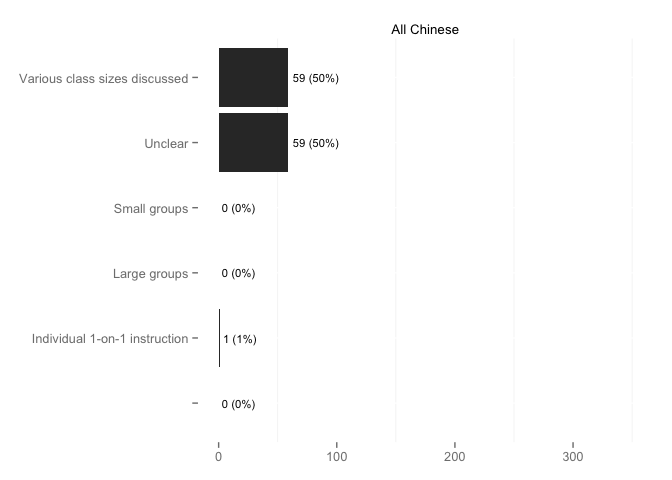 All Chinese
Various class sizes discussed 59 (50%)
Unclear 59 (50%)
Small groups 0 (0%)
Large groups 0 (0%)
Individual 1-on-1 instruction 1 (1%)
0 (0%)
0 100 200 300